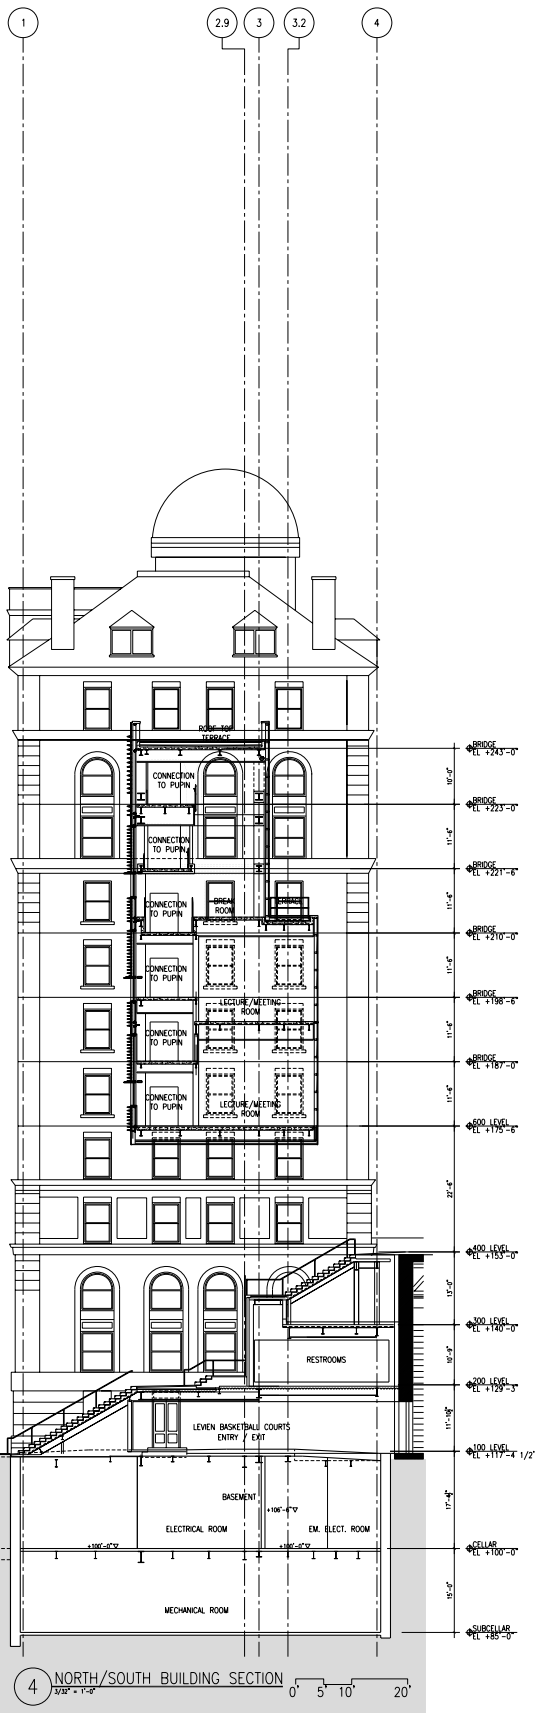 1
2.9
3
3.2
4
ROOF TOP
TERRACE
BRIDGE
EL +243'-0"
10'-0"
CONNECTION
TO PUPIN
BRIDGE
EL +223'-0"
11'-6"
CONNECTION
TO PUPIN
BRIDGE
EL +221'-6"
11'-6"
CONNECTION
TO PUPIN
BREAK
ROOM
TERRACE
BRIDGE
EL +210'-0"
11'-6"
CONNECTION
TO PUPIN
BRIDGE
EL +198'-6"
LECTURE/MEETING
ROOM
11'-6"
CONNECTION
TO PUPIN
BRIDGE
EL +187'-0"
11'-6"
CONNECTION
TO PUPIN
LECTURE/MEETING
ROOM
600 LEVEL
EL +175'-6"
22'-6"
400 LEVEL
EL +153'-0"
13'-0"
300 LEVEL
EL +140'-0"
10'-9"
RESTROOMS
200 LEVEL
EL +129'-3"
LEVIEN BASKETBALL COURTS
ENTRY / EXIT
100 LEVEL
EL +117'-4 1/2"
BASEMENT
+106'-6"
ELECTRICAL ROOM
EM. ELECT. ROOM
+100'-0"
+100'-0"
CELLAR
EL +100'-0"
15'-0"
MECHANICAL ROOM
SUBCELLAR
EL +85'-0"
4
NORTH/SOUTH BUILDING SECTION
3/32" = 1'-0"
0' 5' 10' 20'